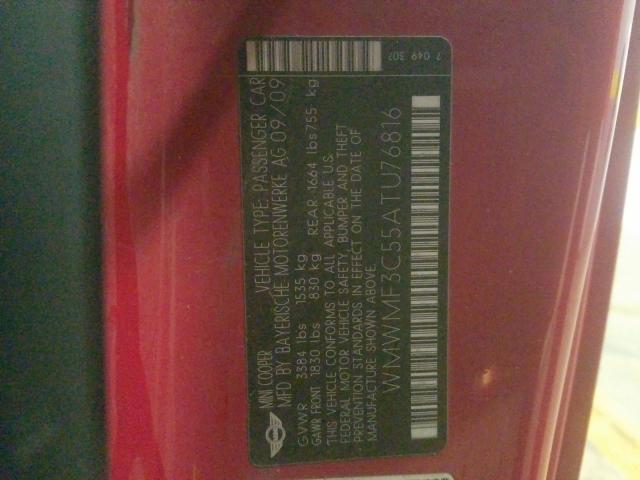 MINI COOPER VEHICLE TYPE: PASSENGER CAR
MFD BY BAYERISCHE MOTORENWERKE AG 09/09
GVWR 3384 lbs 1535 kg
GAWR FRONT 1830 lbs 830 kg REAR 1664 lbs 755 kg
THIS VEHICLE CONFORMS TO ALL APPLICABLE U.S.
FEDERAL MOTOR VEHICLE SAFETY, BUMPER AND THEFT
PREVENTION STANDARDS IN EFFECT ON THE DATE OF
MANUFACTURE SHOWN ABOVE.
WMWMF3C55ATU76816
7 049 307